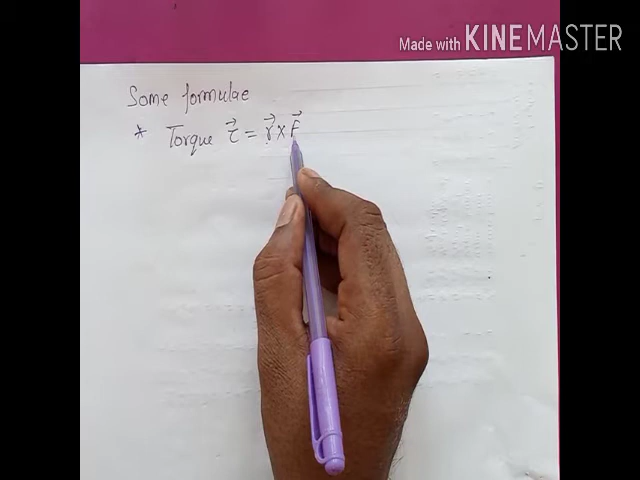 Made with KINEMASTER
Some formulae
* Torque τ⃗ = r⃗ × F⃗